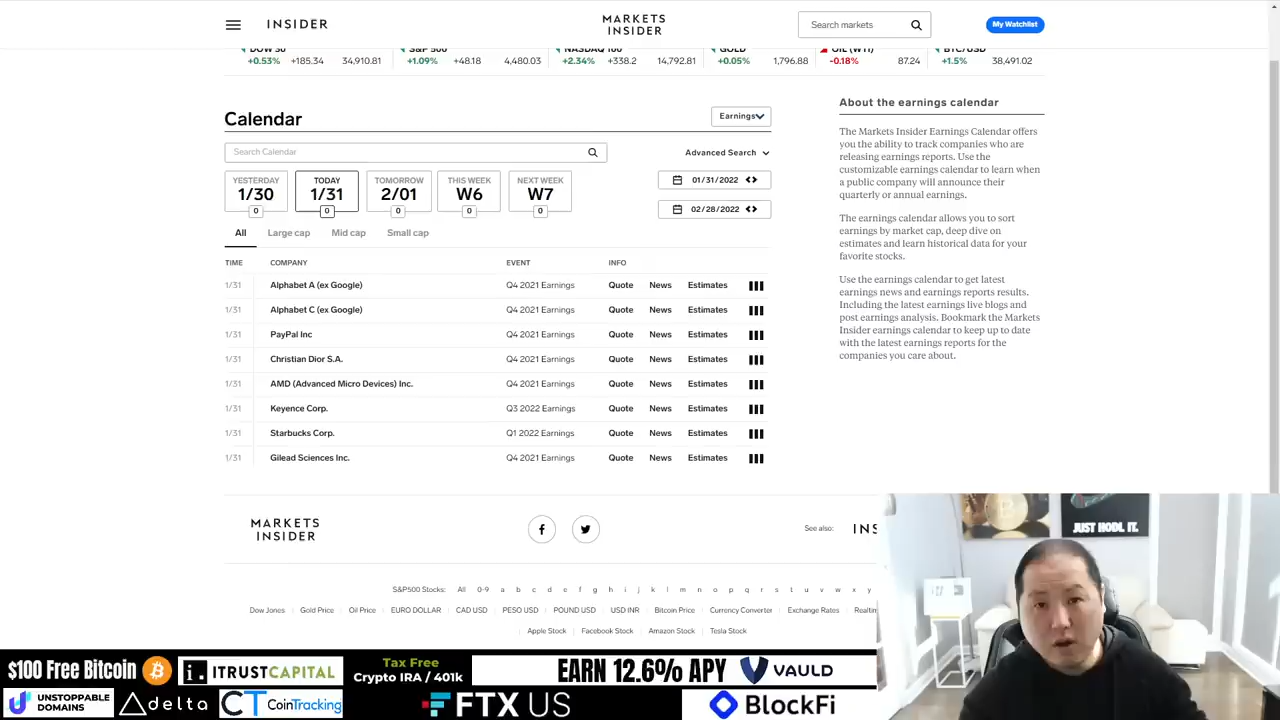 INSIDER
MARKETS
INSIDER
Search markets
My Watchlist
DOW 30 S&P 500 NASDAQ 100 GOLD OIL (WTI) BTC/USD
+0.53% +185.34 34,910.81 +1.09% +48.18 4,480.03 +2.34% +338.2 14,792.81 +0.05% 1,796.88 -0.18% 87.24 +1.5% 38,491.02
Calendar
Earnings
Search Calendar
Advanced Search
YESTERDAY TODAY TOMORROW THIS WEEK NEXT WEEK
1/30 1/31 2/01 W6 W7
0 0 0 0 0
01/31/2022
02/28/2022
All Large cap Mid cap Small cap
TIME COMPANY EVENT INFO
1/31 Alphabet A (ex Google) Q4 2021 Earnings Quote News Estimates
1/31 Alphabet C (ex Google) Q4 2021 Earnings Quote News Estimates
1/31 PayPal Inc Q4 2021 Earnings Quote News Estimates
1/31 Christian Dior S.A. Q4 2021 Earnings Quote News Estimates
1/31 AMD (Advanced Micro Devices) Inc. Q4 2021 Earnings Quote News Estimates
1/31 Keyence Corp. Q3 2022 Earnings Quote News Estimates
1/31 Starbucks Corp. Q1 2022 Earnings Quote News Estimates
1/31 Gilead Sciences Inc. Q4 2021 Earnings Quote News Estimates
About the earnings calendar
The Markets Insider Earnings Calendar offers
you the ability to track companies who are
releasing earnings reports. Use the
customizable earnings calendar to learn when
a public company will announce their
quarterly or annual earnings.
The earnings calendar allows you to sort
earnings by market cap, deep dive on
estimates and learn historical data for your
favorite stocks.
Use the earnings calendar to get latest
earnings news and earnings reports results.
Including the latest earnings live blogs and
post earnings analysis. Bookmark the Markets
Insider earnings calendar to keep up to date
with the latest earnings reports for the
companies you care about.
MARKETS
INSIDER
See also: INS
S&P500 Stocks: All 0-9 a b c d e f g h i j k l m n o p q r s t u v w x y
Dow Jones Gold Price Oil Price EURO DOLLAR CAD USD PESO USD POUND USD USD INR Bitcoin Price Currency Converter Exchange Rates Realtim
Apple Stock Facebook Stock Amazon Stock Tesla Stock
JUST HODL IT.
$100 Free Bitcoin
i. ITRUSTCAPITAL
Tax Free
Crypto IRA / 401k
EARN 12.6% APY VAULD
UNSTOPPABLE
DOMAINS
delta
CT CoinTracking
FTX US
BlockFi